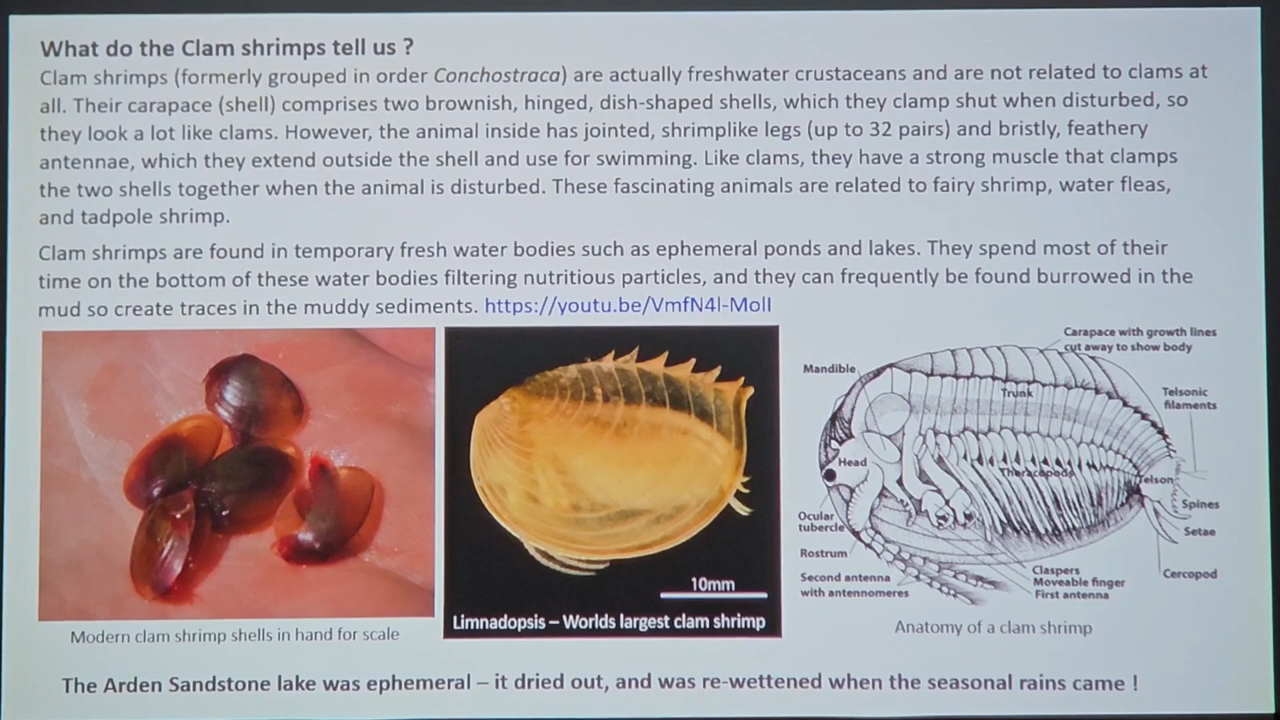 What do the Clam shrimps tell us ?
Clam shrimps (formerly grouped in order Conchostraca) are actually freshwater crustaceans and are not related to clams at
all. Their carapace (shell) comprises two brownish, hinged, dish-shaped shells, which they clamp shut when disturbed, so
they look a lot like clams. However, the animal inside has jointed, shrimplike legs (up to 32 pairs) and bristly, feathery
antennae, which they extend outside the shell and use for swimming. Like clams, they have a strong muscle that clamps
the two shells together when the animal is disturbed. These fascinating animals are related to fairy shrimp, water fleas,
and tadpole shrimp.
Clam shrimps are found in temporary fresh water bodies such as ephemeral ponds and lakes. They spend most of their
time on the bottom of these water bodies filtering nutritious particles, and they can frequently be found burrowed in the
mud so create traces in the muddy sediments. https://youtu.be/VmfN4l-MolI
10mm
Limnadopsis – Worlds largest clam shrimp
Modern clam shrimp shells in hand for scale
Carapace with growth lines
cut away to show body
Mandible
Trunk
Telsonic
filaments
Head
Thoracopods
Telson
Spines
Ocular
tubercle
Setae
Rostrum
Claspers
Moveable finger
First antenna
Cercopod
Second antenna
with antennomeres
Anatomy of a clam shrimp
The Arden Sandstone lake was ephemeral – it dried out, and was re-wettened when the seasonal rains came !